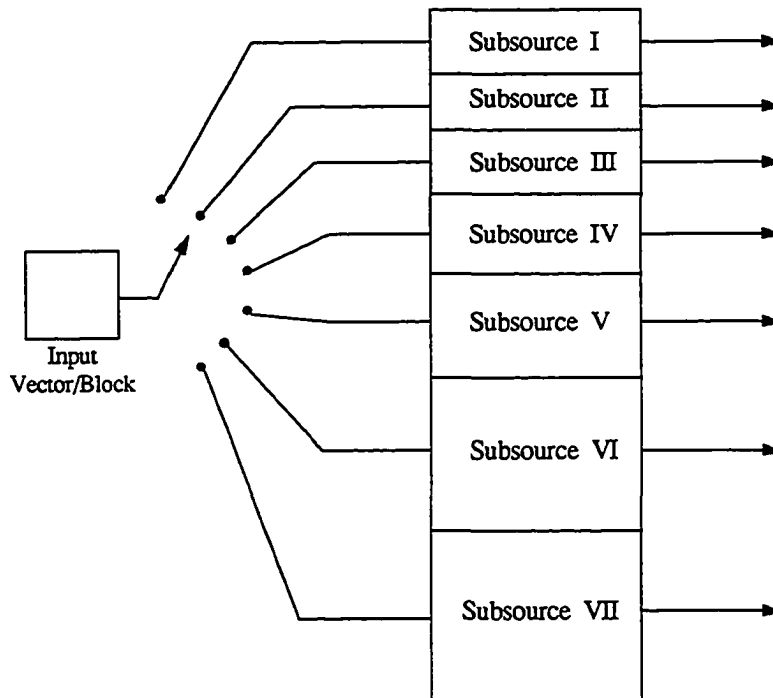 Subsource I
Subsource II
Subsource III
Subsource IV
Subsource V
Subsource VI
Subsource VII
Input
Vector/Block